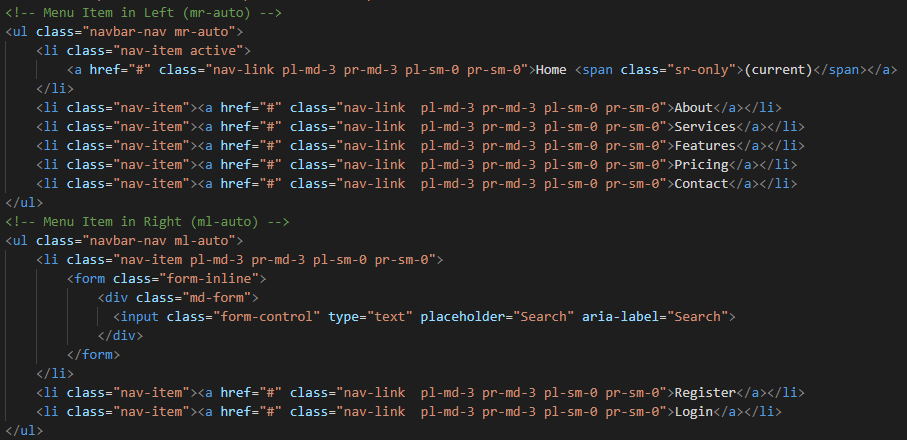 <!-- Menu Item in Left (mr-auto) -->
<ul class="navbar-nav mr-auto">
    <li class="nav-item active">
        <a href="#" class="nav-link pl-md-3 pr-md-3 pl-sm-0 pr-sm-0">Home <span class="sr-only">(current)</span></a>
    </li>
    <li class="nav-item"><a href="#" class="nav-link  pl-md-3 pr-md-3 pl-sm-0 pr-sm-0">About</a></li>
    <li class="nav-item"><a href="#" class="nav-link  pl-md-3 pr-md-3 pl-sm-0 pr-sm-0">Services</a></li>
    <li class="nav-item"><a href="#" class="nav-link  pl-md-3 pr-md-3 pl-sm-0 pr-sm-0">Features</a></li>
    <li class="nav-item"><a href="#" class="nav-link  pl-md-3 pr-md-3 pl-sm-0 pr-sm-0">Pricing</a></li>
    <li class="nav-item"><a href="#" class="nav-link  pl-md-3 pr-md-3 pl-sm-0 pr-sm-0">Contact</a></li>
</ul>
<!-- Menu Item in Right (ml-auto) -->
<ul class="navbar-nav ml-auto">
    <li class="nav-item pl-md-3 pr-md-3 pl-sm-0 pr-sm-0">
        <form class="form-inline">
            <div class="md-form">
              <input class="form-control" type="text" placeholder="Search" aria-label="Search">
            </div>
        </form>
    </li>
    <li class="nav-item"><a href="#" class="nav-link  pl-md-3 pr-md-3 pl-sm-0 pr-sm-0">Register</a></li>
    <li class="nav-item"><a href="#" class="nav-link  pl-md-3 pr-md-3 pl-sm-0 pr-sm-0">Login</a></li>
</ul>